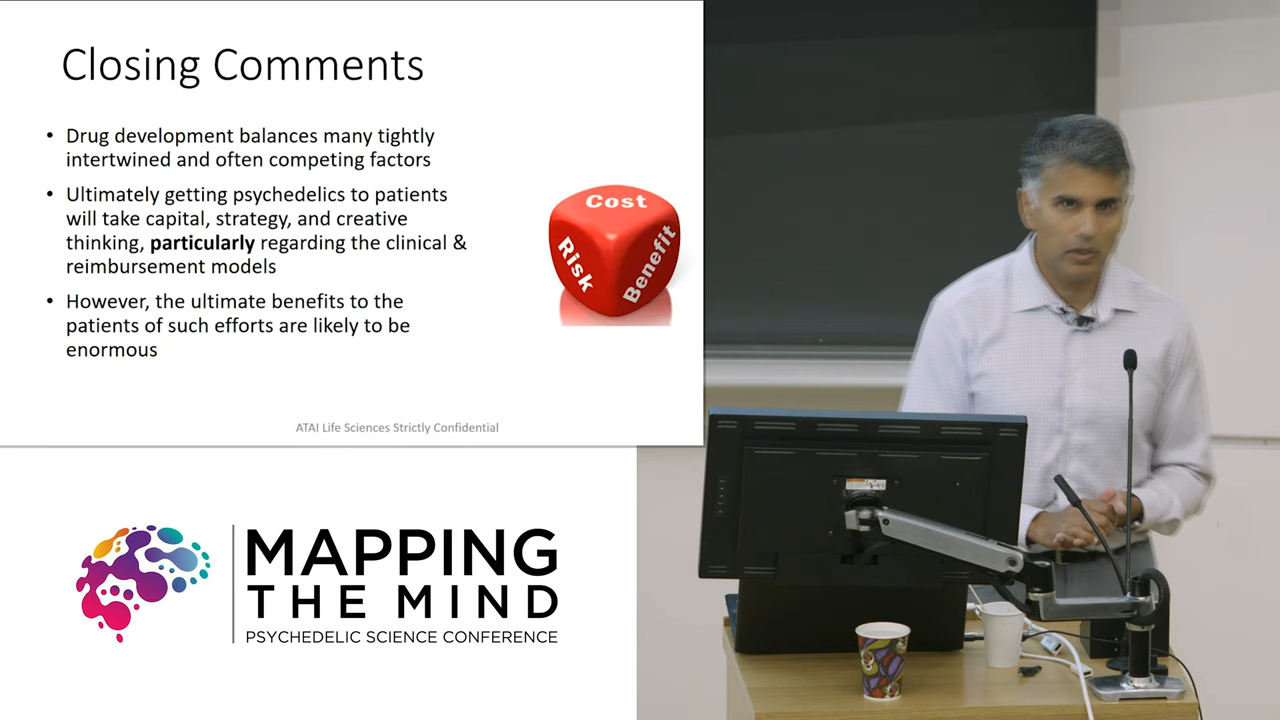 Closing Comments
• Drug development balances many tightly
intertwined and often competing factors
• Ultimately getting psychedelics to patients
will take capital, strategy, and creative
thinking, particularly regarding the clinical &
reimbursement models
• However, the ultimate benefits to the
patients of such efforts are likely to be
enormous
Cost
Risk
Benefit
ATAI Life Sciences Strictly Confidential
MAPPING
THE MIND
PSYCHEDELIC SCIENCE CONFERENCE